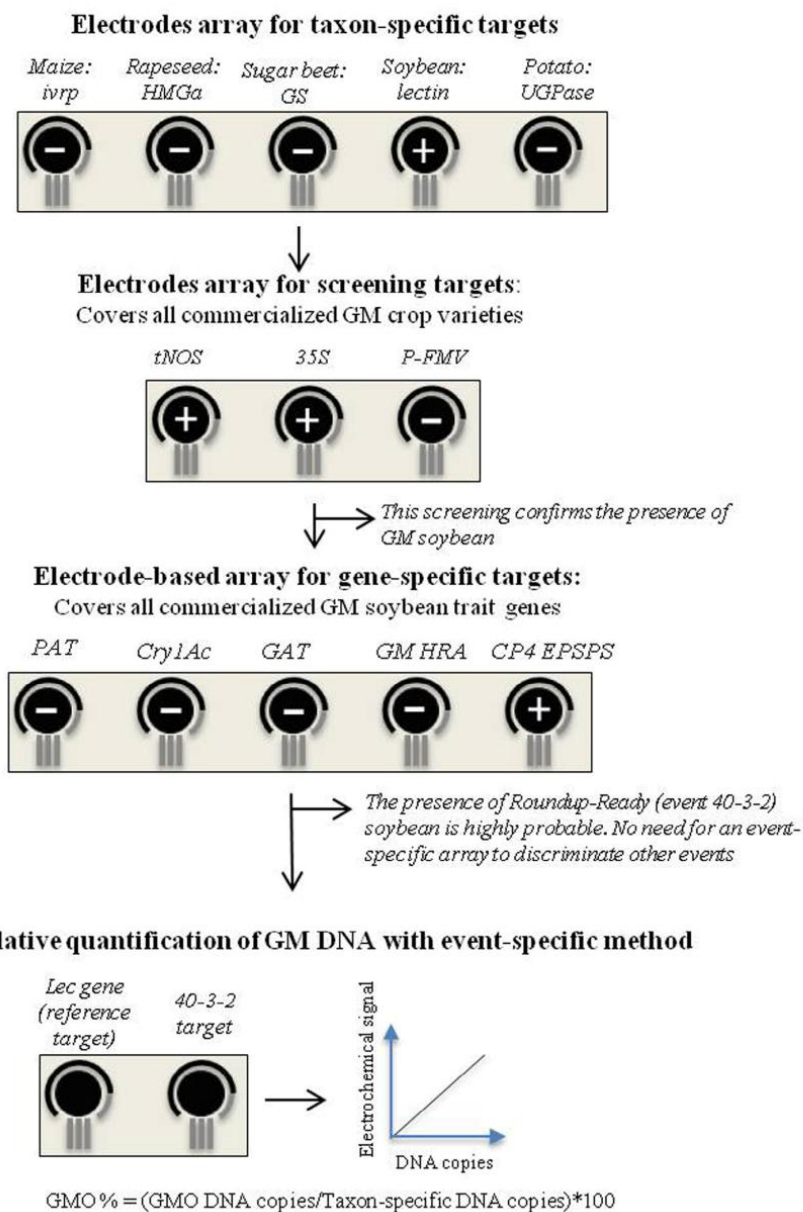 Electrodes array for taxon-specific targets
Maize: Rapeseed: Sugar beet: Soybean: Potato:
ivrp HMGa GS lectin UGPase
- - - + -
Electrodes array for screening targets:
Covers all commercialized GM crop varieties
tNOS 35S P-FMV
+ + -
This screening confirms the presence of
GM soybean
Electrode-based array for gene-specific targets:
Covers all commercialized GM soybean trait genes
PAT Cry1Ac GAT GM HRA CP4 EPSPS
- - - - +
The presence of Roundup-Ready (event 40-3-2)
soybean is highly probable. No need for an event-
specific array to discriminate other events
lative quantification of GM DNA with event-specific method
Lec gene
(reference
target)
40-3-2
target
Electrochemical signal
DNA copies
GMO % = (GMO DNA copies/Taxon-specific DNA copies)*100